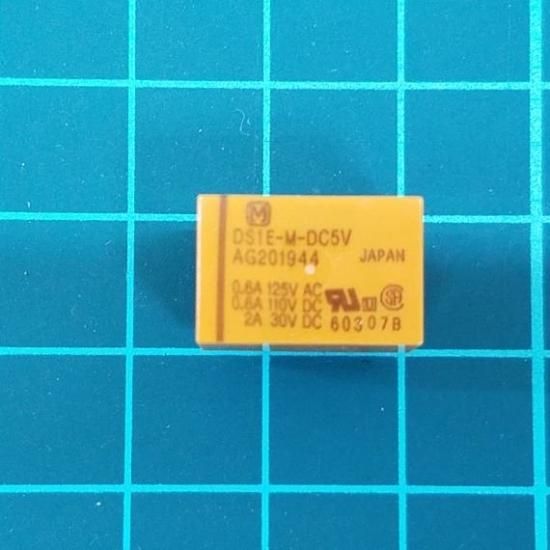 M
DS1E-M-DC5V
AG201944 JAPAN
0.6A 125V AC
0.6A 110V DC
2A 30V DC 60307B